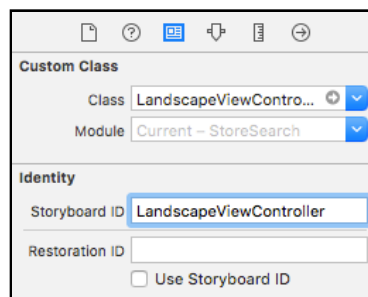 Custom Class
Class LandscapeViewContro...
Module Current – StoreSearch
Identity
Storyboard ID LandscapeViewController
Restoration ID
Use Storyboard ID